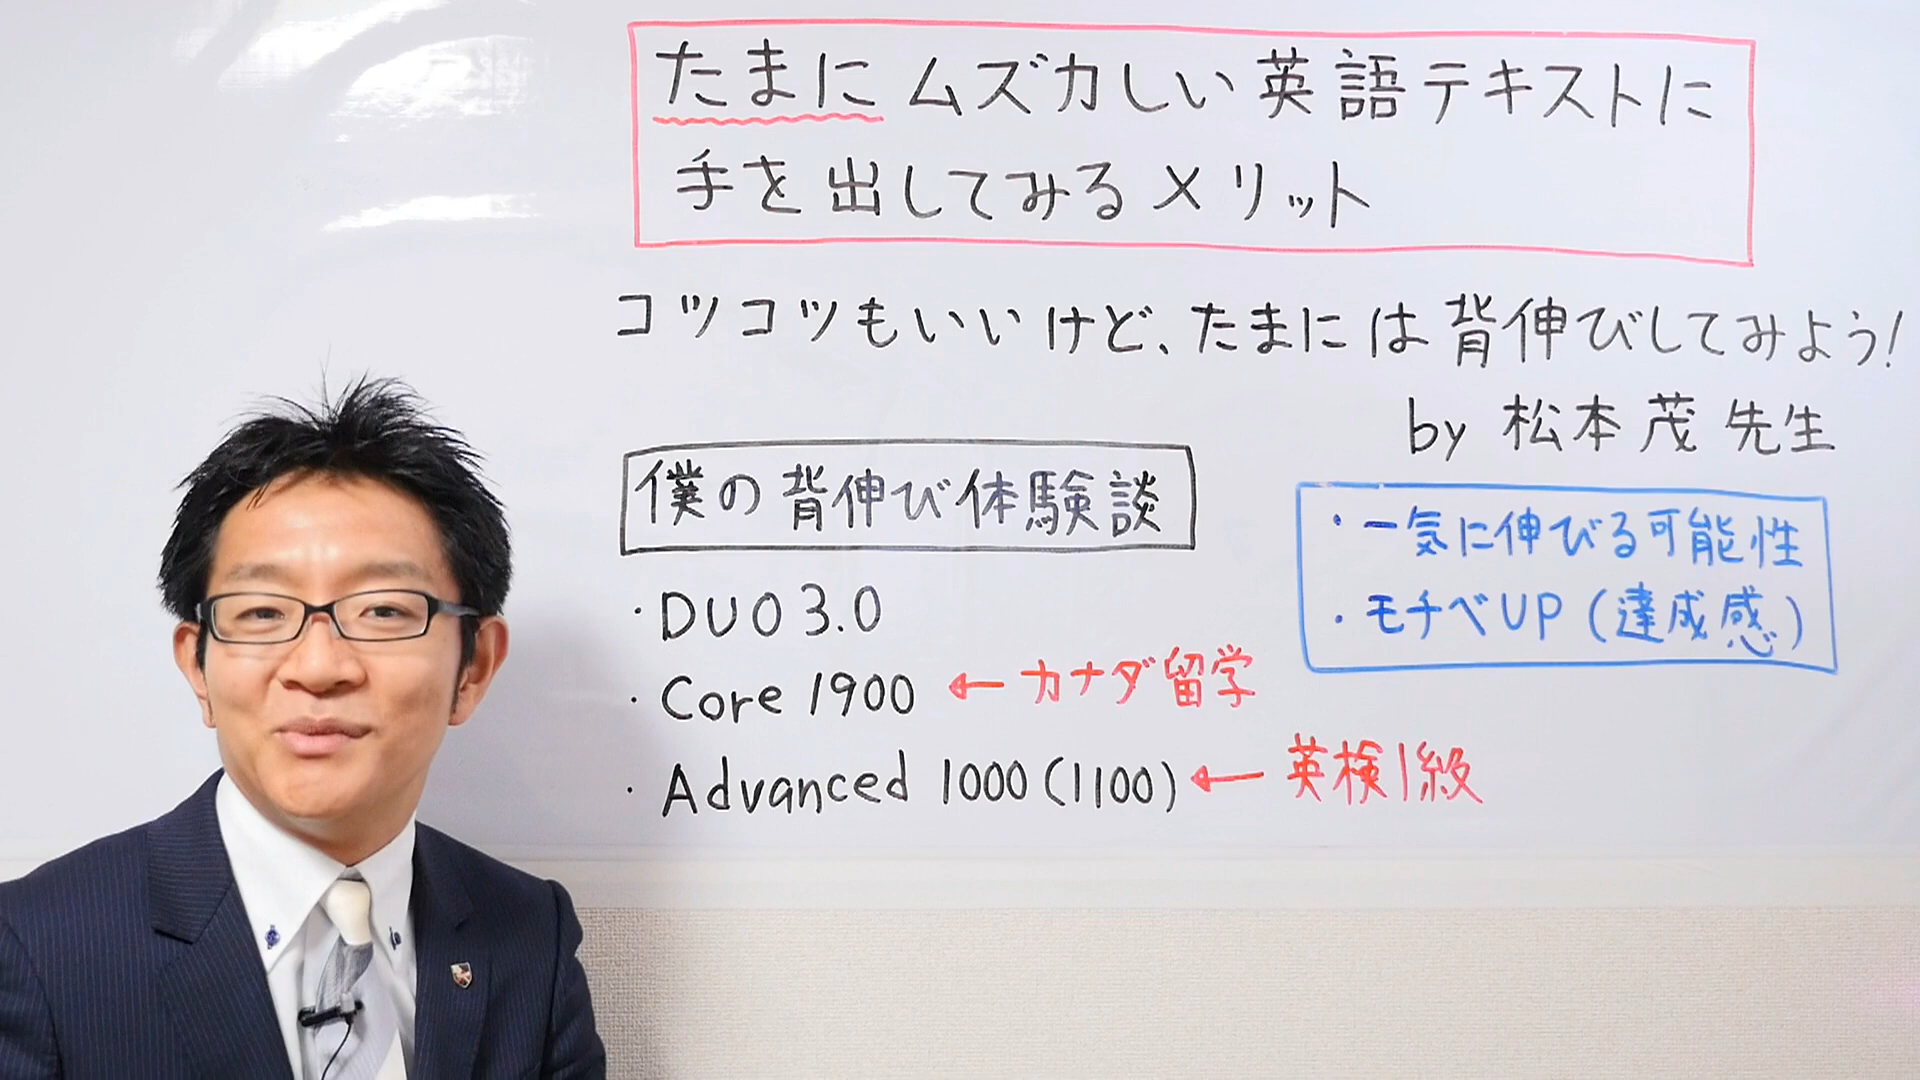 たまにムズカしい英語テキストに
手を出してみるメリット
コツコツもいいけど、たまには背伸びしてみよう!
by 松本茂先生
僕の背伸び体験談
・DUO 3.0
・Core 1900 ← カナダ留学
・Advanced 1000(1100) ← 英検1級
・一気に伸びる可能性
・モチベUP(達成感)